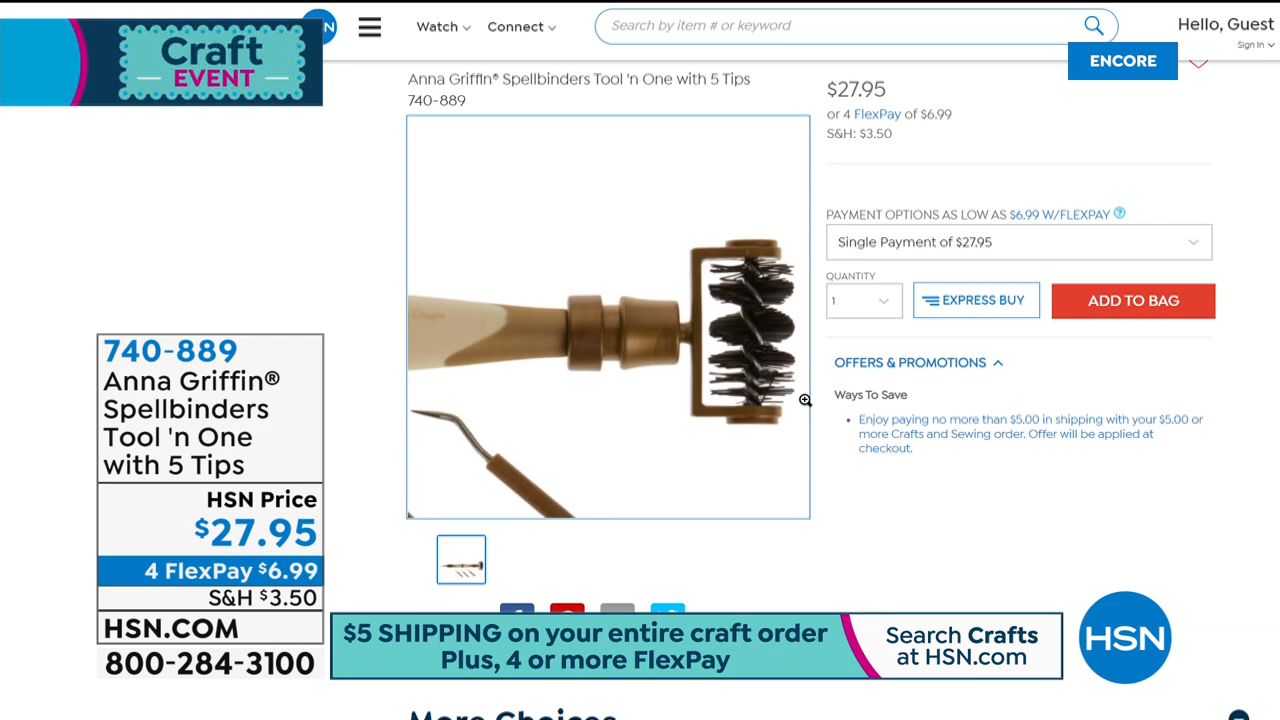 Craft
EVENT
N
Watch
Connect
Search by item # or keyword
Hello, Guest
Sign In
ENCORE
Anna Griffin® Spellbinders Tool 'n One with 5 Tips
740-889
$27.95
or 4 FlexPay of $6.99
S&H: $3.50
PAYMENT OPTIONS AS LOW AS $6.99 W/FLEXPAY ?
Single Payment of $27.95
QUANTITY
1
EXPRESS BUY
ADD TO BAG
OFFERS & PROMOTIONS
Ways To Save
• Enjoy paying no more than $5.00 in shipping with your $5.00 or
more Crafts and Sewing order. Offer will be applied at
checkout.
740-889
Anna Griffin®
Spellbinders
Tool 'n One
with 5 Tips
HSN Price
$27.95
4 FlexPay $6.99
S&H $3.50
HSN.COM
800-284-3100
$5 SHIPPING on your entire craft order
Plus, 4 or more FlexPay
Search Crafts
at HSN.com
HSN
More Choices